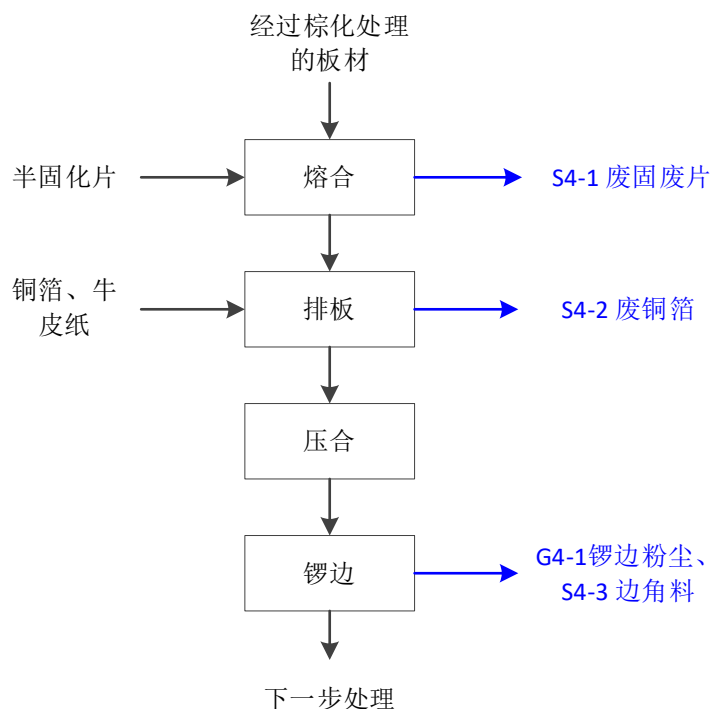 经过棕化处理
的板材
半固化片
熔合
S4-1 废固废片
铜箔、牛
皮纸
排板
S4-2 废铜箔
压合
锣边
G4-1锣边粉尘、
S4-3 边角料
下一步处理